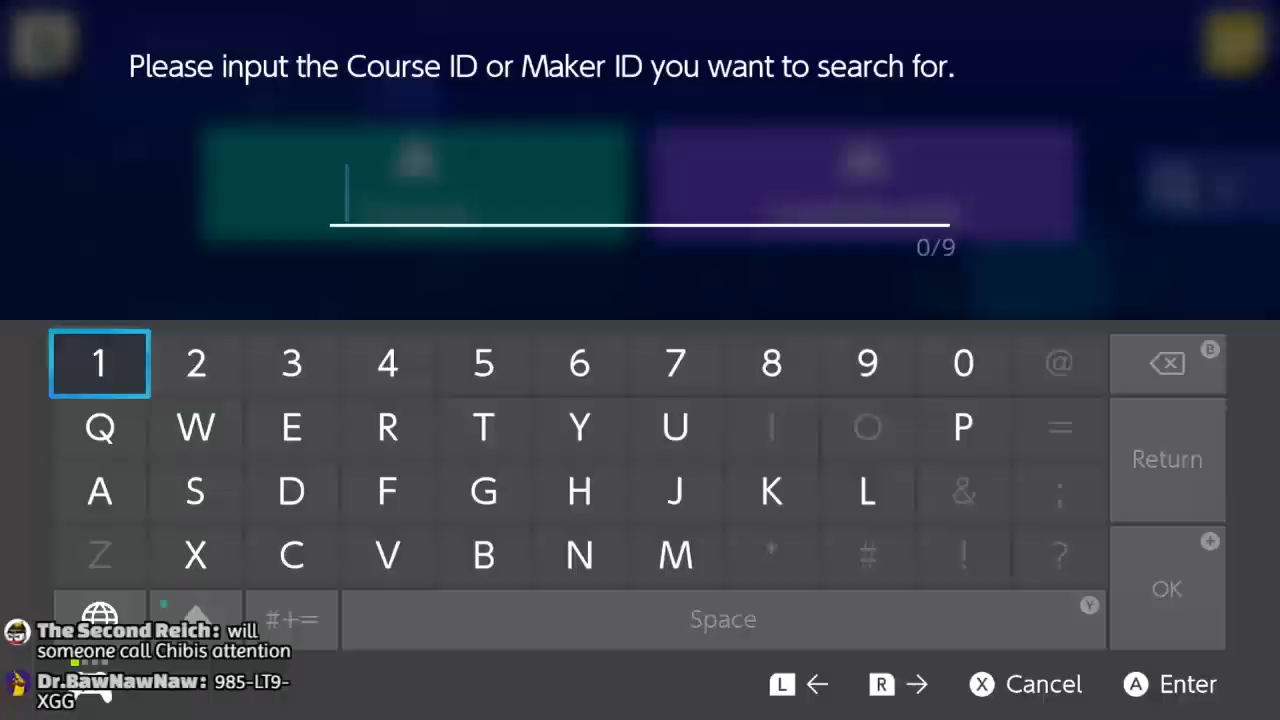 Please input the Course ID or Maker ID you want to search for.
0/9
1 2 3 4 5 6 7 8 9 0 @
B
Q W E R T Y U I O P =
Return
A S D F G H J K L & ;
Z X C V B N M * # ! ?
+
OK
#+= Space Y
The Second Reich: will
someone call Chibis attention
Dr.BawNawNaw: 985-LT9-
XGG
L ← R → X Cancel A Enter